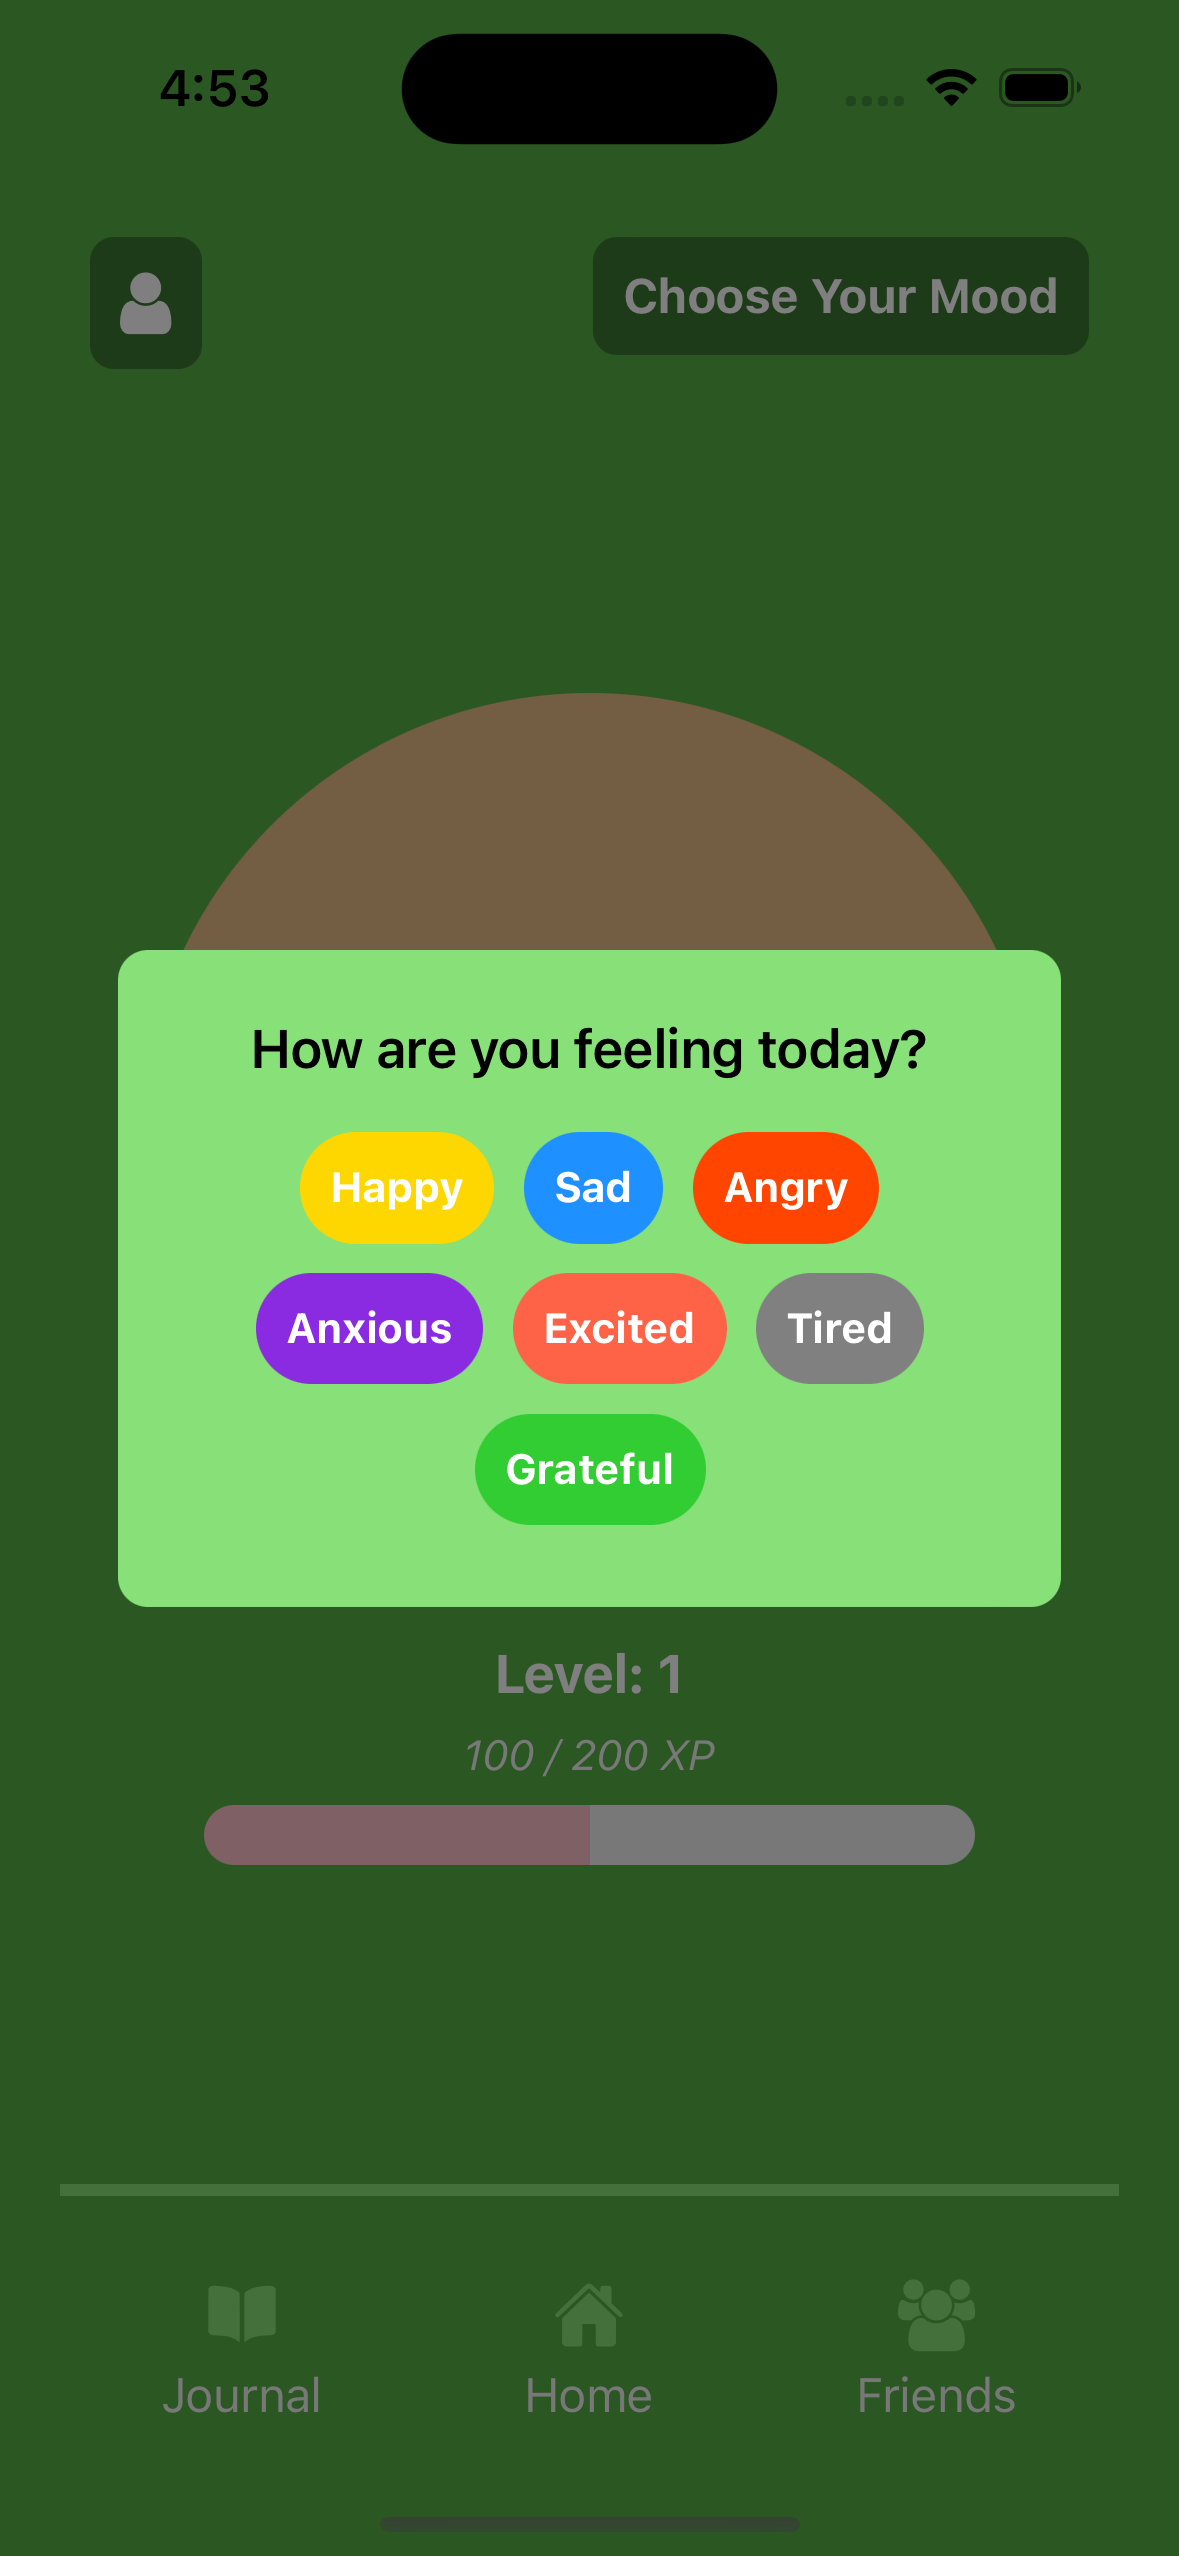 4:53
Choose Your Mood
How are you feeling today?
Happy Sad Angry
Anxious Excited Tired
Grateful
Level: 1
100 / 200 XP
Journal Home Friends